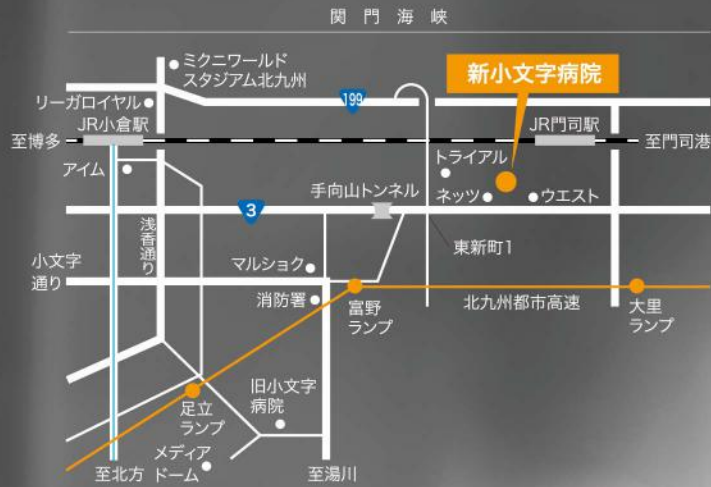 関門海峡
ミクニワールド
スタジアム北九州
新小文字病院
リーガロイヤル
199
JR小倉駅
JR門司駅
至博多
至門司港
トライアル
アイム
手向山トンネル
ネッツ
ウエスト
3
浅香通り
東新町1
小文字
通り
マルショク
消防署
富野
ランプ
北九州都市高速
大里
ランプ
旧小文字
病院
足立
ランプ
メディア
ドーム
至北方
至湯川